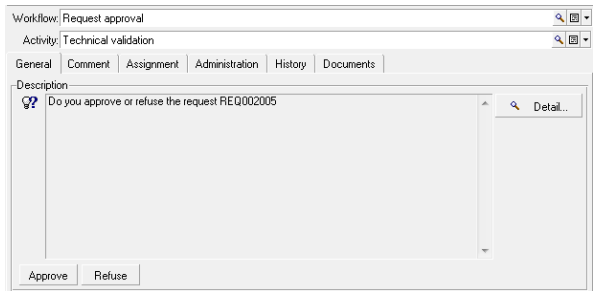 Workflow: Request approval
Activity: Technical validation
General Comment Assignment Administration History Documents
Description
Do you approve or refuse the request REQ002005
Detail...
Approve Refuse